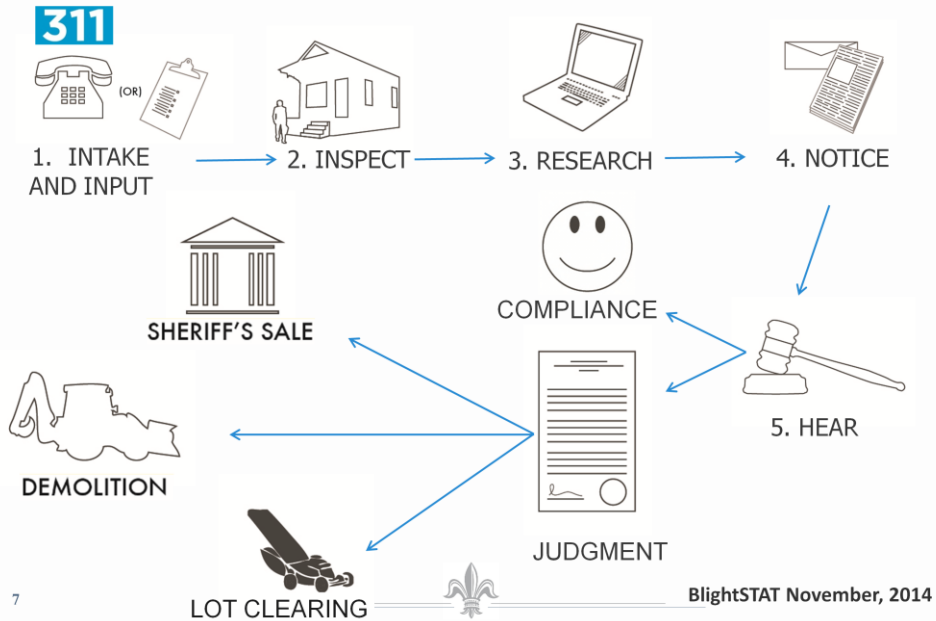 311
(OR)
1. INTAKE
AND INPUT
2. INSPECT
3. RESEARCH
4. NOTICE
COMPLIANCE
SHERIFF'S SALE
5. HEAR
DEMOLITION
JUDGMENT
LOT CLEARING
7
BlightSTAT November, 2014